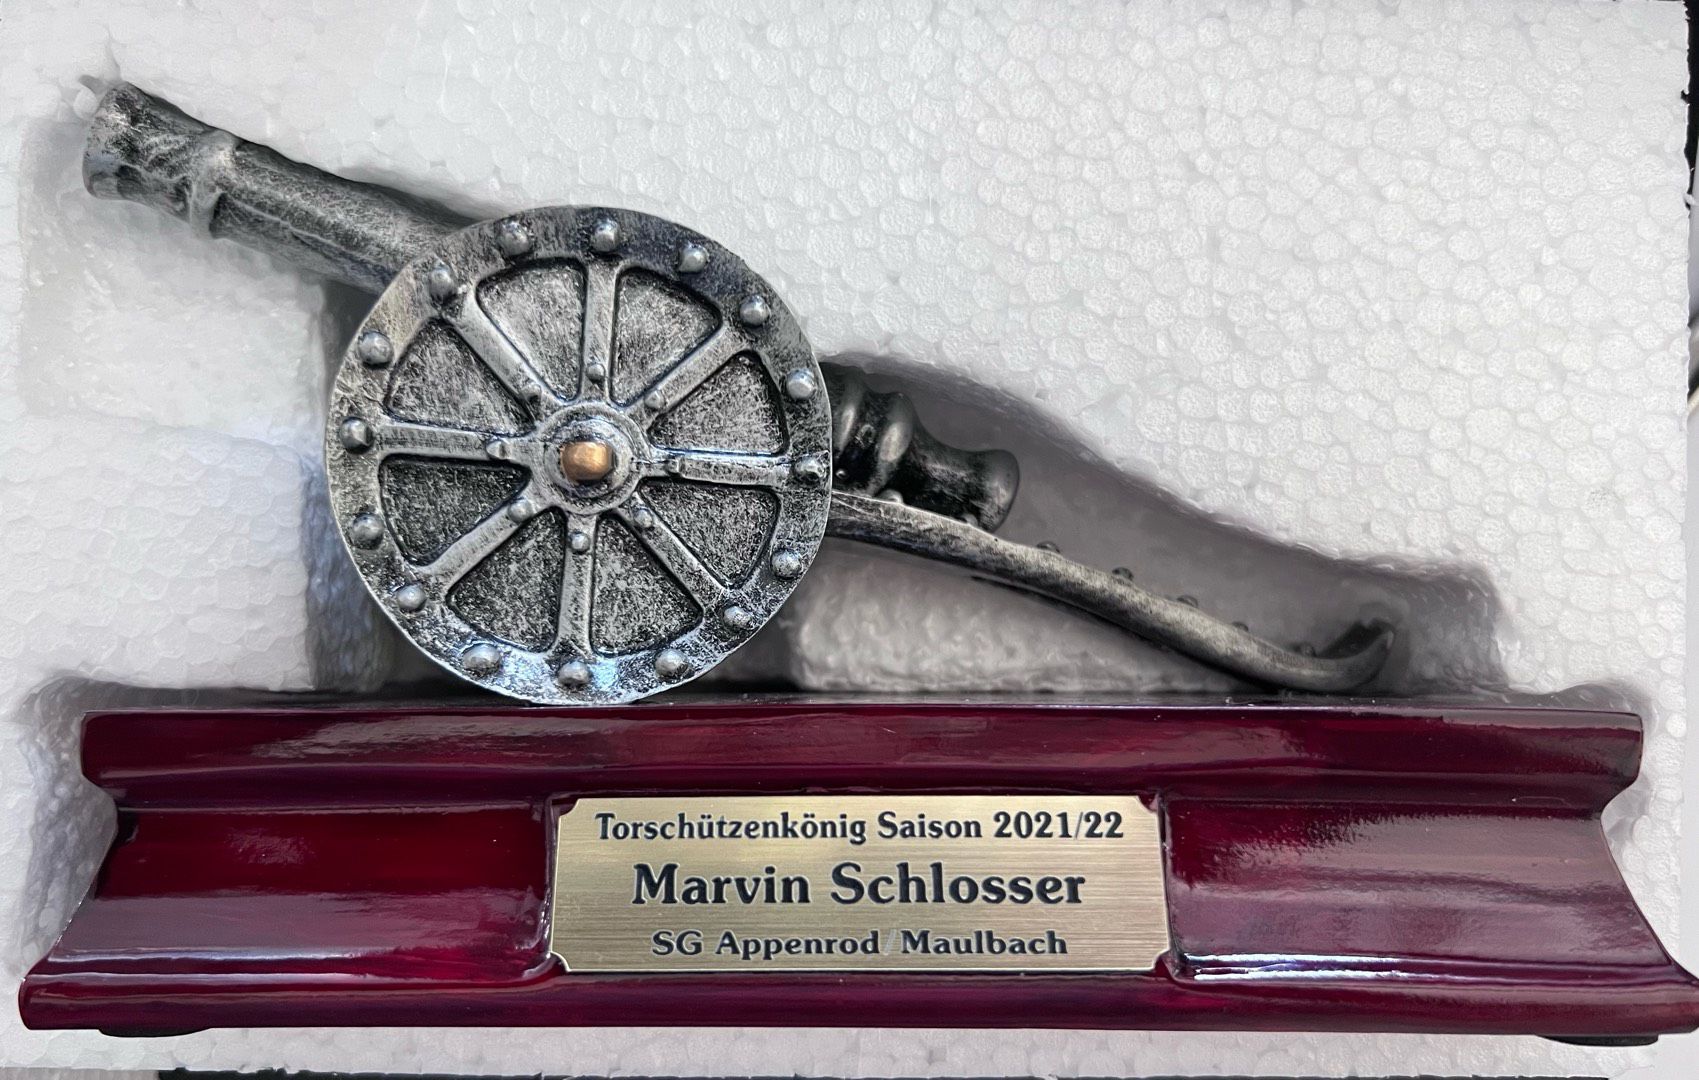 Torschützenkönig Saison 2021/22
Marvin Schlosser
SG Appenrod/Maulbach